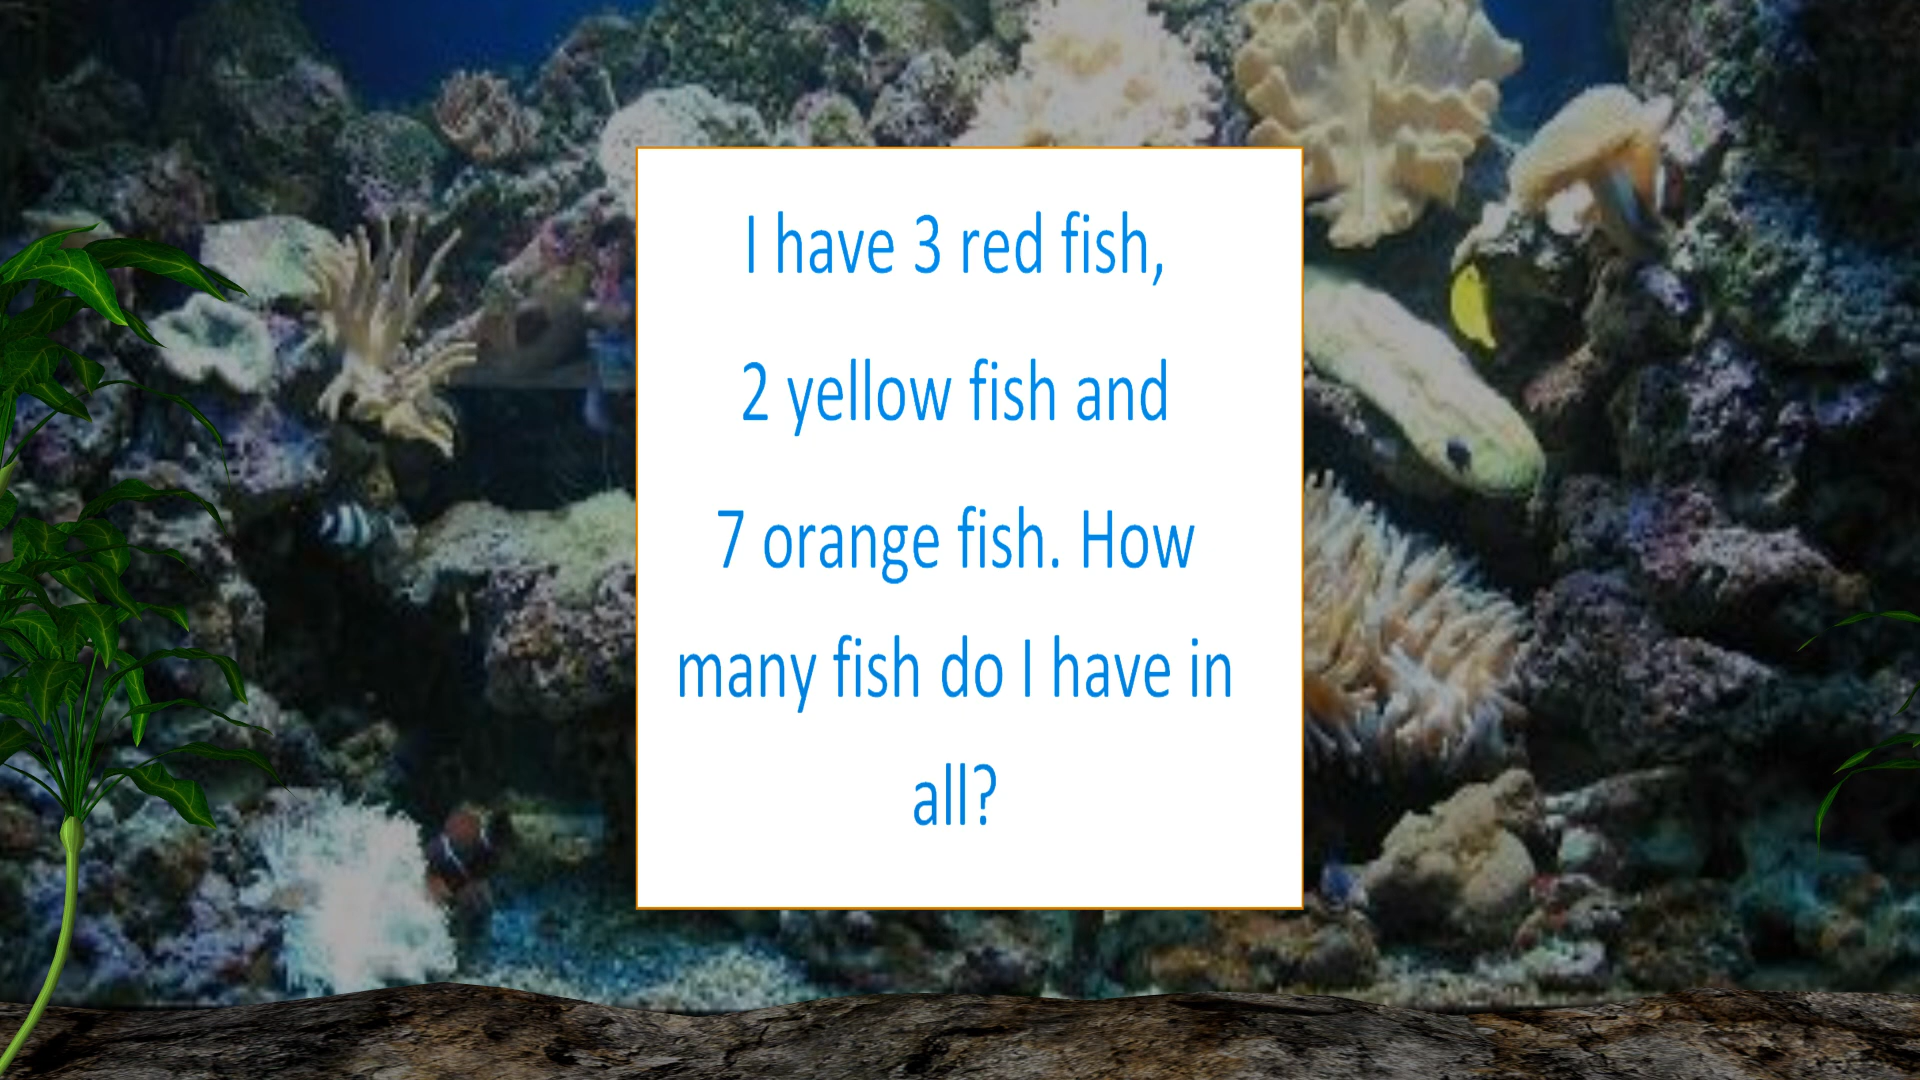 I have 3 red fish,
2 yellow fish and
7 orange fish. How
many fish do I have in
all?